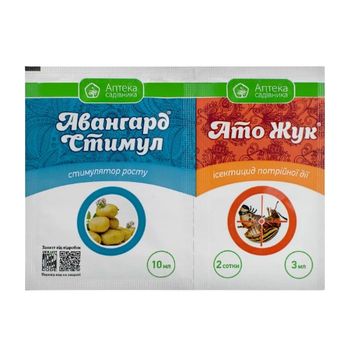 Аптека
садівника
Авангард
Стимул
стимулятор росту
10 мл
Аптека
садівника
Ато Жук
інсектицид потрійної дії
2 сотки
3 мл